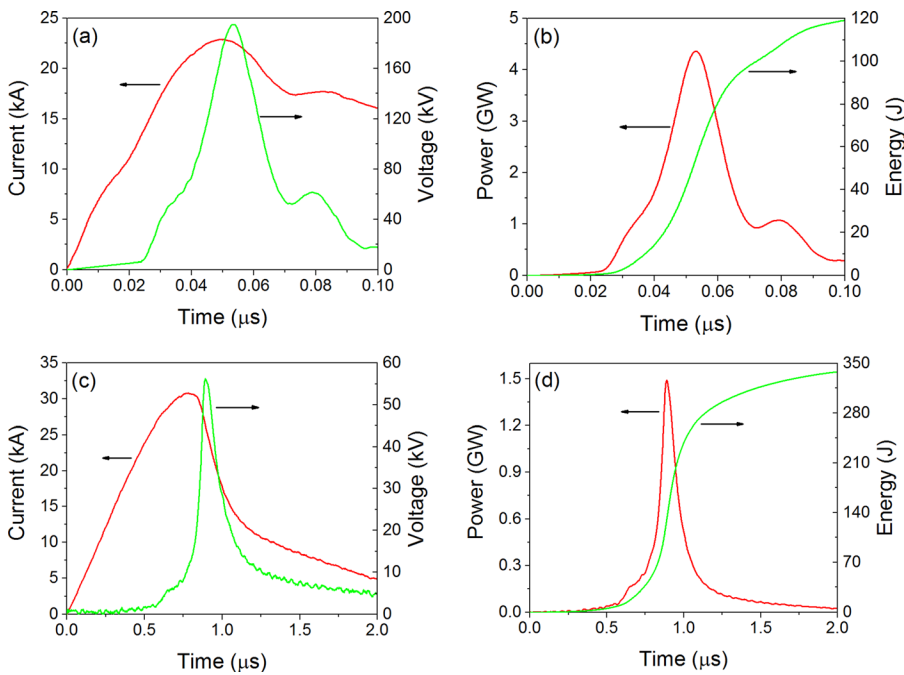 (a)
Current (kA)
25
20
15
10
5
0
Voltage (kV)
200
160
120
80
40
0
0.00 0.02 0.04 0.06 0.08 0.10
Time (μs)
(b)
Power (GW)
5
4
3
2
1
0
Energy (J)
120
100
80
60
40
20
0
0.00 0.02 0.04 0.06 0.08 0.10
Time (μs)
(c)
Current (kA)
35
30
25
20
15
10
5
0
Voltage (kV)
60
50
40
30
20
10
0
0.0 0.5 1.0 1.5 2.0
Time (μs)
(d)
Power (GW)
1.5
1.2
0.9
0.6
0.3
0.0
Energy (J)
350
280
210
140
70
0
0.0 0.5 1.0 1.5 2.0
Time (μs)